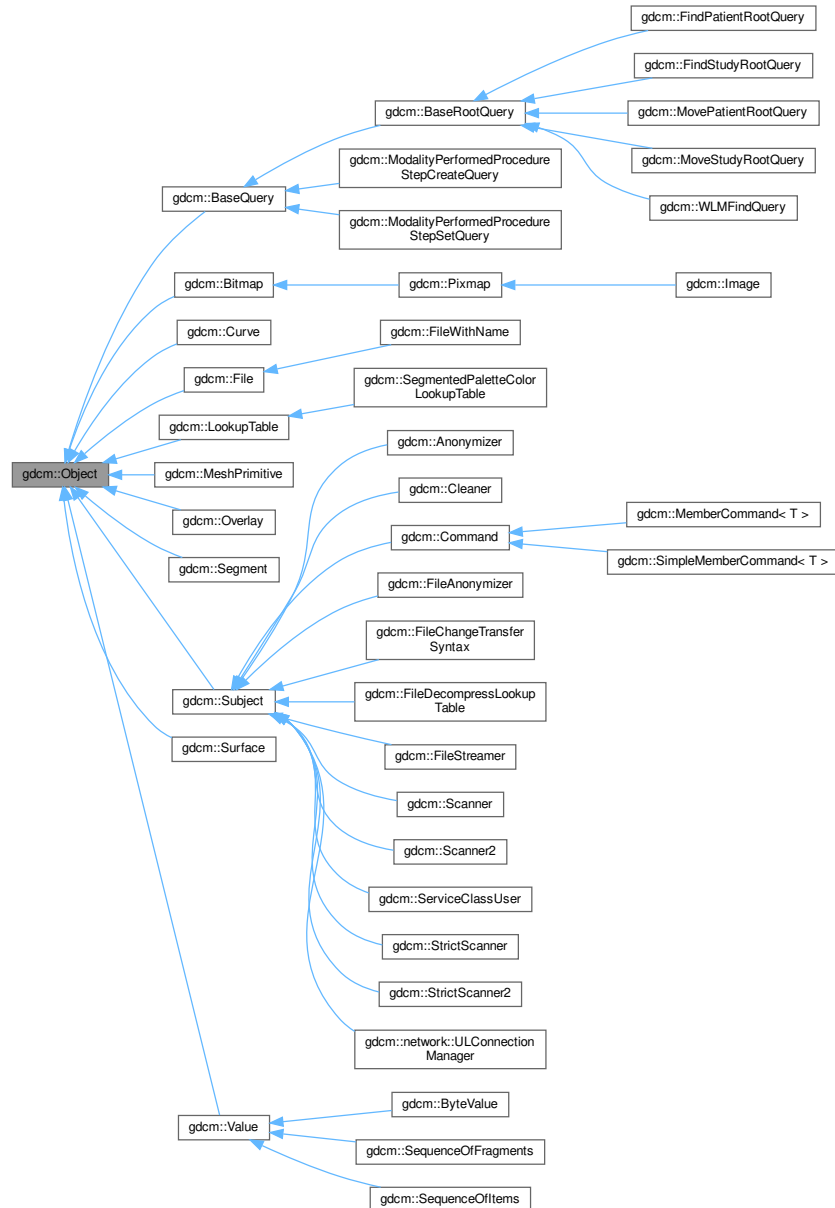 gdcm::FindPatientRootQuery
gdcm::FindStudyRootQuery
gdcm::BaseRootQuery
gdcm::MovePatientRootQuery
gdcm::MoveStudyRootQuery
gdcm::ModalityPerformedProcedure
StepCreateQuery
gdcm::BaseQuery
gdcm::WLMFindQuery
gdcm::ModalityPerformedProcedure
StepSetQuery
gdcm::Bitmap
gdcm::Pixmap
gdcm::Image
gdcm::Curve
gdcm::FileWithName
gdcm::File
gdcm::SegmentedPaletteColor
LookupTable
gdcm::LookupTable
gdcm::Anonymizer
gdcm::Object
gdcm::MeshPrimitive
gdcm::Cleaner
gdcm::Overlay
gdcm::MemberCommand< T >
gdcm::Command
gdcm::SimpleMemberCommand< T >
gdcm::Segment
gdcm::FileAnonymizer
gdcm::FileChangeTransfer
Syntax
gdcm::Subject
gdcm::FileDecompressLookup
Table
gdcm::Surface
gdcm::FileStreamer
gdcm::Scanner
gdcm::Scanner2
gdcm::ServiceClassUser
gdcm::StrictScanner
gdcm::StrictScanner2
gdcm::network::ULConnection
Manager
gdcm::ByteValue
gdcm::Value
gdcm::SequenceOfFragments
gdcm::SequenceOfItems